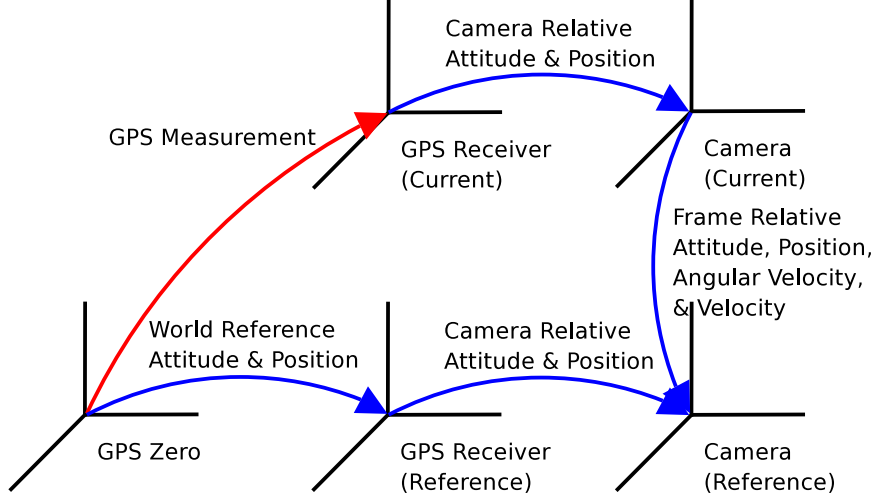 Camera Relative
Attitude & Position
GPS Measurement
GPS Receiver
(Current)
Camera
(Current)
Frame Relative
Attitude, Position,
Angular Velocity,
& Velocity
World Reference
Attitude & Position
Camera Relative
Attitude & Position
GPS Zero
GPS Receiver
(Reference)
Camera
(Reference)